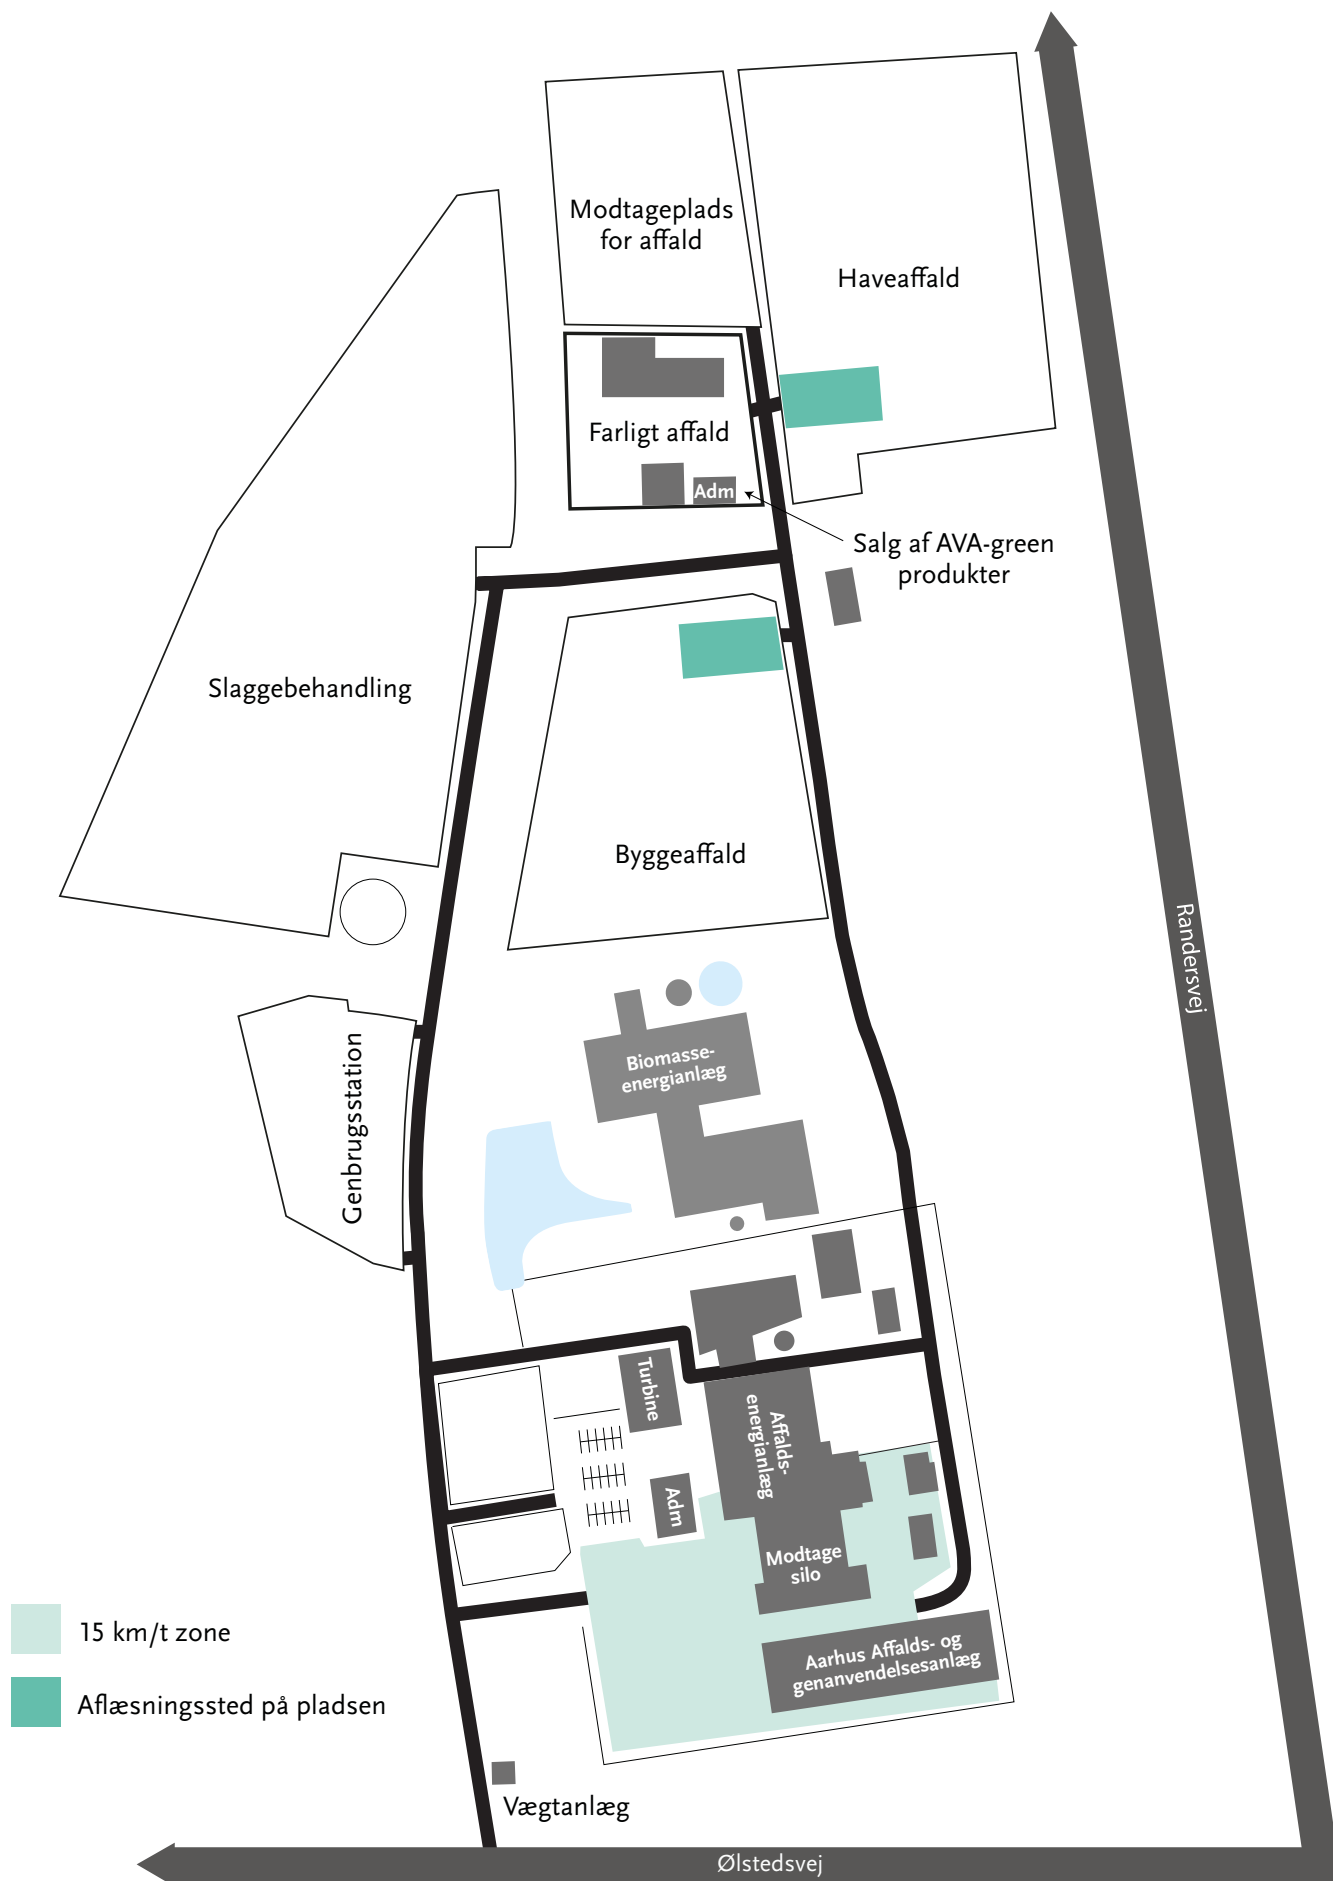 Modtageplads
for affald
Haveaffald
Farligt affald
Adm
Salg af AVA-green
produkter
Slaggebehandling
Byggeaffald
Randersvej
Biomasse-
energianlæg
Genbrugsstation
Turbine
Affalds-
energianlæg
Adm
Modtage
silo
15 km/t zone
Aarhus Affalds- og
genanvendelsesanlæg
Aflæsningssted på pladsen
Vægtanlæg
Ølstedsvej